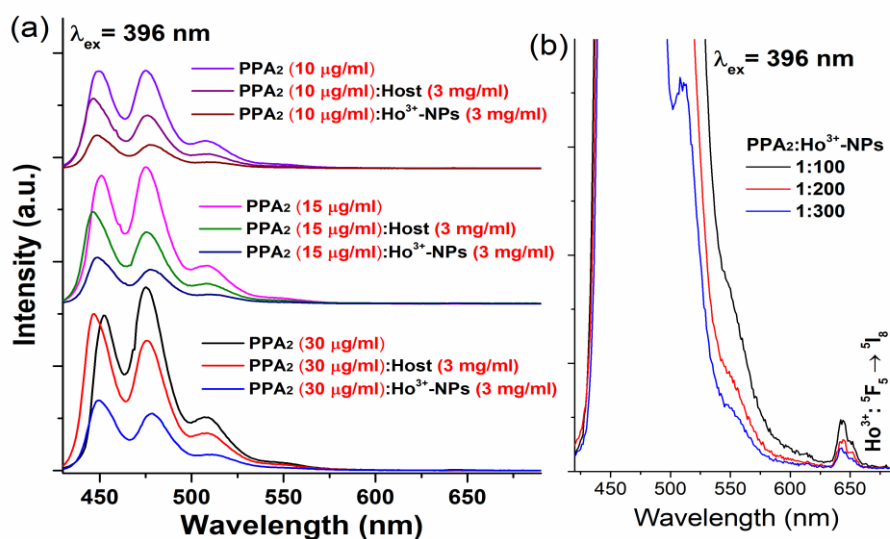 (a)
λex= 396 nm
PPA2 (10 μg/ml)
PPA2 (10 μg/ml):Host (3 mg/ml)
PPA2 (10 μg/ml):Ho³⁺-NPs (3 mg/ml)
PPA2 (15 μg/ml)
PPA2 (15 μg/ml):Host (3 mg/ml)
PPA2 (15 μg/ml):Ho³⁺-NPs (3 mg/ml)
PPA2 (30 μg/ml)
PPA2 (30 μg/ml):Host (3 mg/ml)
PPA2 (30 μg/ml):Ho³⁺-NPs (3 mg/ml)
Intensity (a.u.)
450 500 550 600 650
Wavelength (nm)
(b)
λex= 396 nm
PPA2:Ho³⁺-NPs
1:100
1:200
1:300
Ho³⁺: ⁵F₅ → ⁵I₈
450 500 550 600 650
Wavelength (nm)